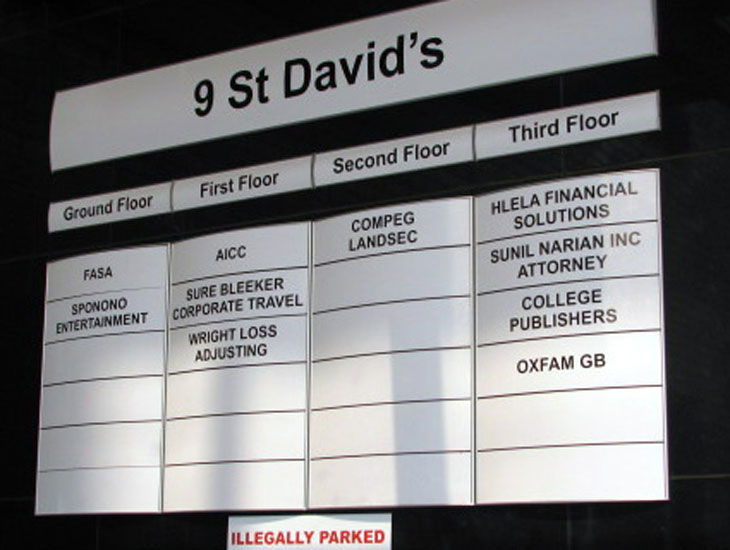 9 St David's
Ground Floor
First Floor
Second Floor
Third Floor
FASA
SPONONO
ENTERTAINMENT
AICC
SURE BLEEKER
CORPORATE TRAVEL
WRIGHT LOSS
ADJUSTING
COMPEG
LANDSEC
HLELA FINANCIAL
SOLUTIONS
SUNIL NARIAN INC
ATTORNEY
COLLEGE
PUBLISHERS
OXFAM GB
ILLEGALLY PARKED